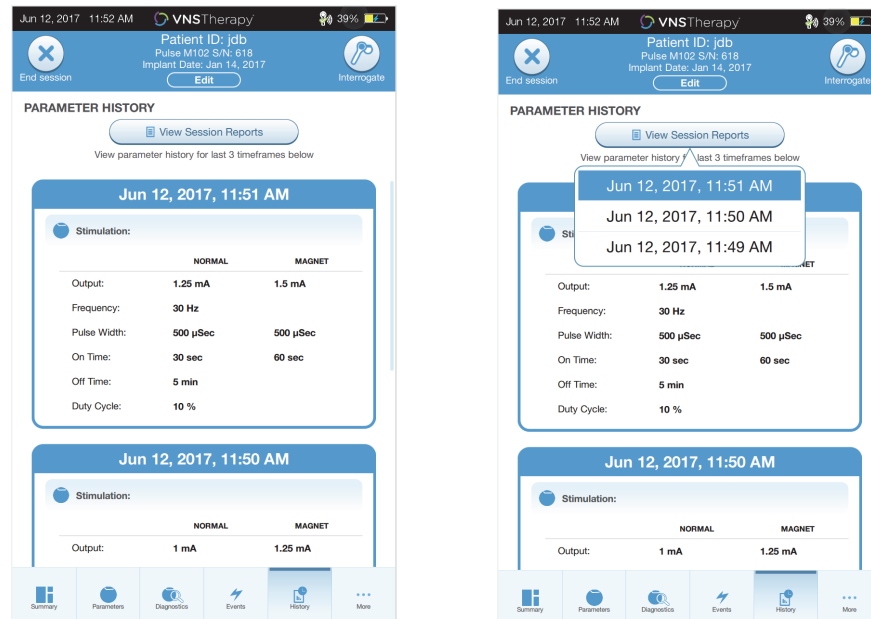 Jun 12, 2017 11:52 AM VNSTherapy 39%
Patient ID: jdb
Pulse M102 S/N: 618
Implant Date: Jan 14, 2017
End session Edit Interrogate
PARAMETER HISTORY
View Session Reports
View parameter history for last 3 timeframes below
Jun 12, 2017, 11:51 AM
Stimulation:
NORMAL MAGNET
Output: 1.25 mA 1.5 mA
Frequency: 30 Hz
Pulse Width: 500 µSec 500 µSec
On Time: 30 sec 60 sec
Off Time: 5 min
Duty Cycle: 10 %
Jun 12, 2017, 11:50 AM
Stimulation:
NORMAL MAGNET
Output: 1 mA 1.25 mA
Summary Parameters Diagnostics Events History More
Jun 12, 2017 11:52 AM VNSTherapy 39%
Patient ID: jdb
Pulse M102 S/N: 618
Implant Date: Jan 14, 2017
End session Edit Interrogate
PARAMETER HISTORY
View Session Reports
View parameter history last 3 timeframes below
Jun 12, 2017, 11:51 AM
Jun 12, 2017, 11:50 AM
Jun 12, 2017, 11:49 AM
Output: 1.25 mA 1.5 mA
Frequency: 30 Hz
Pulse Width: 500 µSec 500 µSec
On Time: 30 sec 60 sec
Off Time: 5 min
Duty Cycle: 10 %
Jun 12, 2017, 11:50 AM
Stimulation:
NORMAL MAGNET
Output: 1 mA 1.25 mA
Summary Parameters Diagnostics Events History More